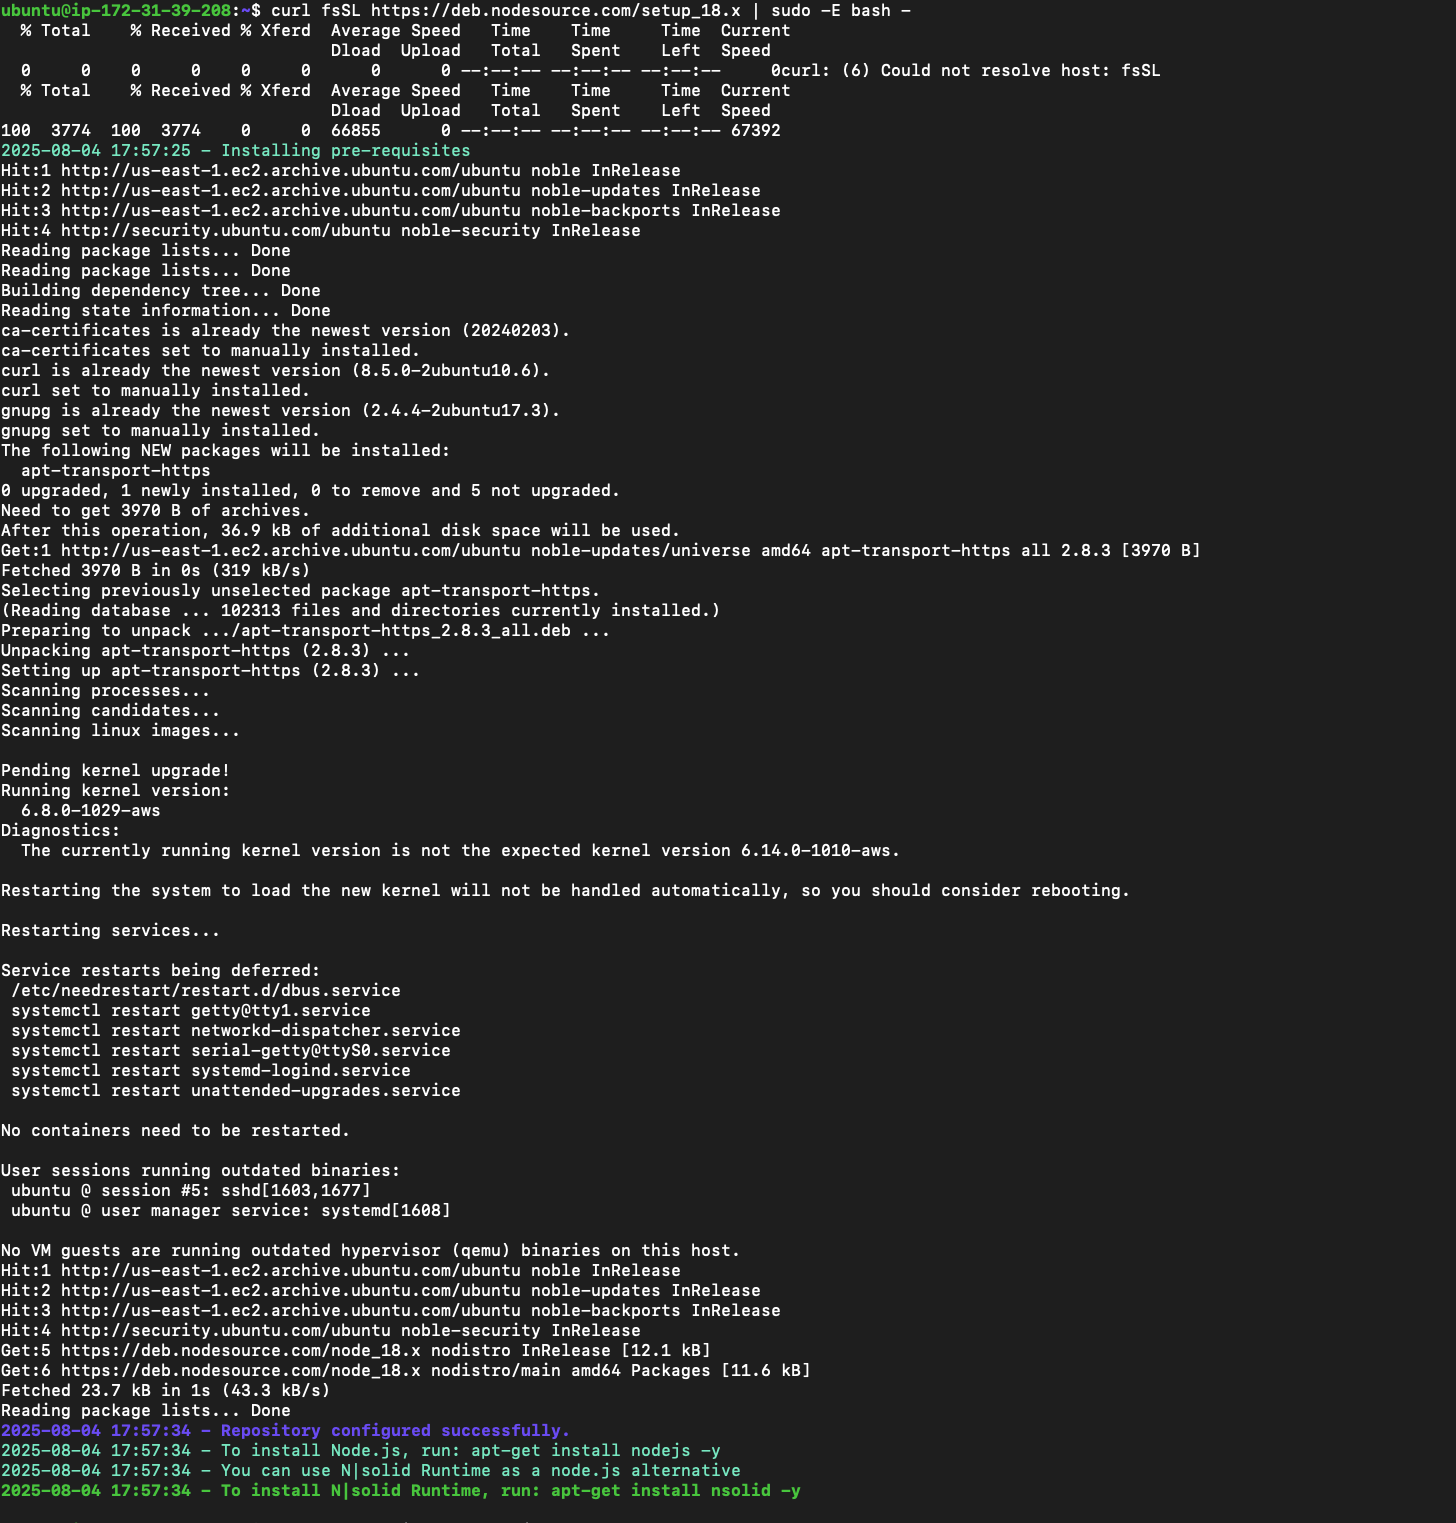 ubuntu@ip-172-31-39-208:~$ curl fsSL https://deb.nodesource.com/setup_18.x | sudo -E bash -
  % Total    % Received % Xferd  Average Speed   Time    Time     Time  Current
                                 Dload  Upload   Total   Spent    Left  Speed
  0     0    0     0    0     0      0      0 --:--:-- --:--:-- --:--:--     0curl: (6) Could not resolve host: fsSL
  % Total    % Received % Xferd  Average Speed   Time    Time     Time  Current
                                 Dload  Upload   Total   Spent    Left  Speed
100  3774  100  3774    0     0  66855      0 --:--:-- --:--:-- --:--:-- 67392
2025-08-04 17:57:25 - Installing pre-requisites
Hit:1 http://us-east-1.ec2.archive.ubuntu.com/ubuntu noble InRelease
Hit:2 http://us-east-1.ec2.archive.ubuntu.com/ubuntu noble-updates InRelease
Hit:3 http://us-east-1.ec2.archive.ubuntu.com/ubuntu noble-backports InRelease
Hit:4 http://security.ubuntu.com/ubuntu noble-security InRelease
Reading package lists... Done
Reading package lists... Done
Building dependency tree... Done
Reading state information... Done
ca-certificates is already the newest version (20240203).
ca-certificates set to manually installed.
curl is already the newest version (8.5.0-2ubuntu10.6).
curl set to manually installed.
gnupg is already the newest version (2.4.4-2ubuntu17.3).
gnupg set to manually installed.
The following NEW packages will be installed:
  apt-transport-https
0 upgraded, 1 newly installed, 0 to remove and 5 not upgraded.
Need to get 3970 B of archives.
After this operation, 36.9 kB of additional disk space will be used.
Get:1 http://us-east-1.ec2.archive.ubuntu.com/ubuntu noble-updates/universe amd64 apt-transport-https all 2.8.3 [3970 B]
Fetched 3970 B in 0s (319 kB/s)
Selecting previously unselected package apt-transport-https.
(Reading database ... 102313 files and directories currently installed.)
Preparing to unpack .../apt-transport-https_2.8.3_all.deb ...
Unpacking apt-transport-https (2.8.3) ...
Setting up apt-transport-https (2.8.3) ...
Scanning processes...
Scanning candidates...
Scanning linux images...

Pending kernel upgrade!
Running kernel version:
  6.8.0-1029-aws
Diagnostics:
  The currently running kernel version is not the expected kernel version 6.14.0-1010-aws.

Restarting the system to load the new kernel will not be handled automatically, so you should consider rebooting.

Restarting services...

Service restarts being deferred:
 /etc/needrestart/restart.d/dbus.service
 systemctl restart getty@tty1.service
 systemctl restart networkd-dispatcher.service
 systemctl restart serial-getty@ttyS0.service
 systemctl restart systemd-logind.service
 systemctl restart unattended-upgrades.service

No containers need to be restarted.

User sessions running outdated binaries:
 ubuntu @ session #5: sshd[1603,1677]
 ubuntu @ user manager service: systemd[1608]

No VM guests are running outdated hypervisor (qemu) binaries on this host.
Hit:1 http://us-east-1.ec2.archive.ubuntu.com/ubuntu noble InRelease
Hit:2 http://us-east-1.ec2.archive.ubuntu.com/ubuntu noble-updates InRelease
Hit:3 http://us-east-1.ec2.archive.ubuntu.com/ubuntu noble-backports InRelease
Hit:4 http://security.ubuntu.com/ubuntu noble-security InRelease
Get:5 https://deb.nodesource.com/node_18.x nodistro InRelease [12.1 kB]
Get:6 https://deb.nodesource.com/node_18.x nodistro/main amd64 Packages [11.6 kB]
Fetched 23.7 kB in 1s (43.3 kB/s)
Reading package lists... Done
2025-08-04 17:57:34 - Repository configured successfully.
2025-08-04 17:57:34 - To install Node.js, run: apt-get install nodejs -y
2025-08-04 17:57:34 - You can use N|solid Runtime as a node.js alternative
2025-08-04 17:57:34 - To install N|solid Runtime, run: apt-get install nsolid -y